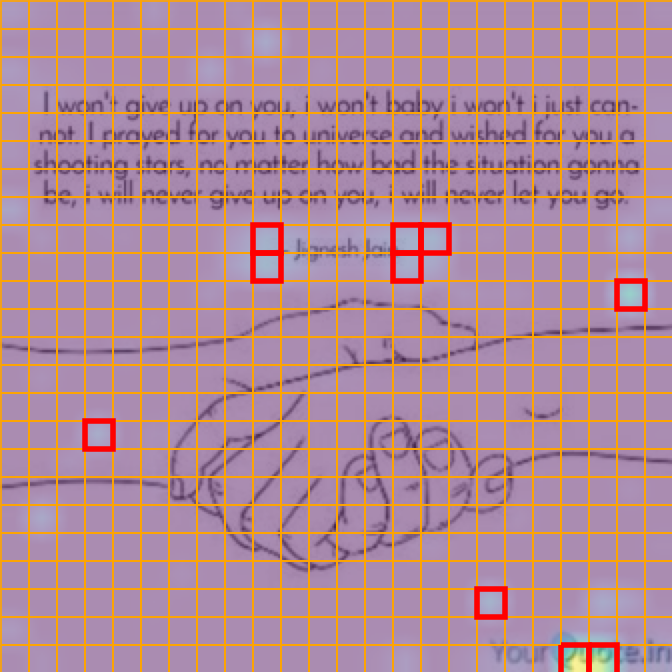 I won't give up on you, i won't baby i won't i just can-
not. I prayed for you to universe and wished for you a
shooting stars, no matter how bad the situation gonna
be, i will never give up on you, i will never let you go.
- Jignesh Jain
YourQuote.in